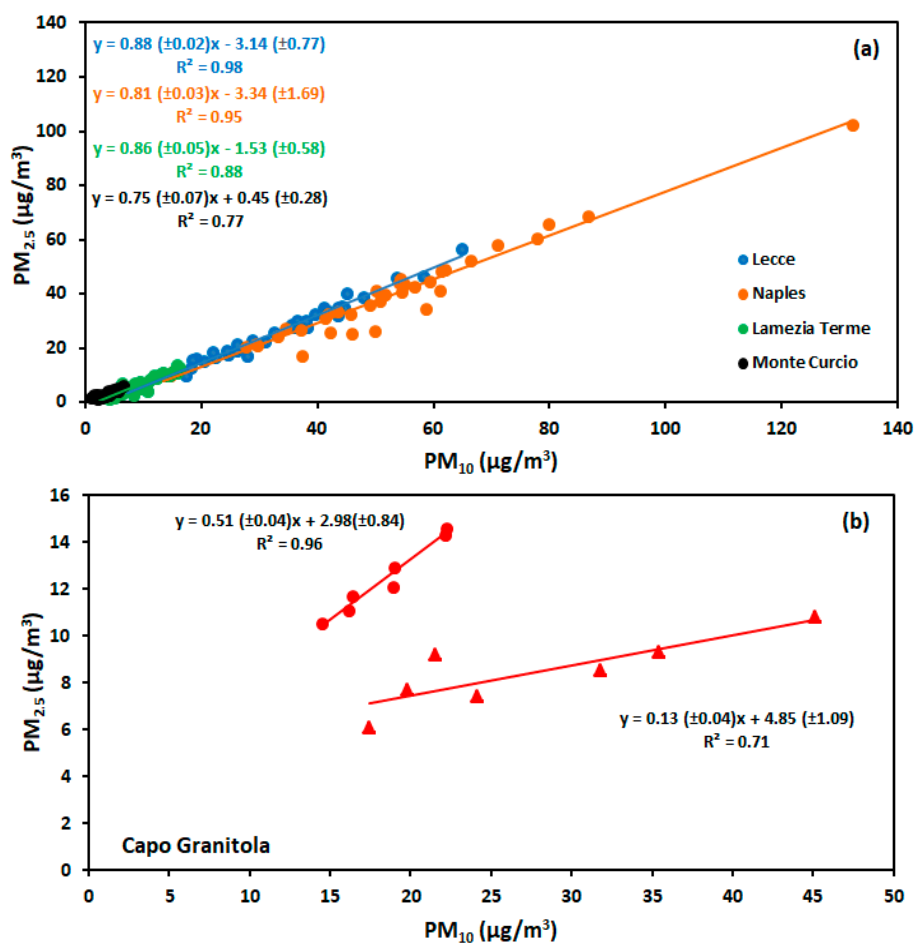 140
120
100
80
60
40
20
0
PM2.5 (µg/m³)
y = 0.88 (±0.02)x - 3.14 (±0.77)
R² = 0.98
y = 0.81 (±0.03)x - 3.34 (±1.69)
R² = 0.95
y = 0.86 (±0.05)x - 1.53 (±0.58)
R² = 0.88
y = 0.75 (±0.07)x + 0.45 (±0.28)
R² = 0.77
(a)
Lecce
Naples
Lamezia Terme
Monte Curcio
0 20 40 60 80 100 120 140
PM10 (µg/m³)
16
14
12
10
8
6
4
2
0
PM2.5 (µg/m³)
y = 0.51 (±0.04)x + 2.98(±0.84)
R² = 0.96
(b)
y = 0.13 (±0.04)x + 4.85 (±1.09)
R² = 0.71
Capo Granitola
0 5 10 15 20 25 30 35 40 45 50
PM10 (µg/m³)